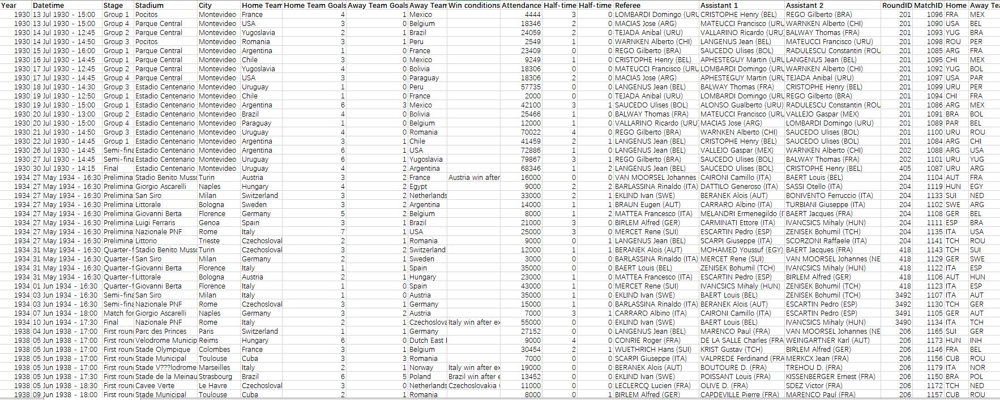 Year Datetime Stage Stadium City Home Team Home Team Goals Away Team Goals Away Team Win conditions Attendance Half-time Half-time Referee Assistant 1 Assistant 2 RoundID MatchID Home Away Tea
1930 13 Jul 1930 - 15:00 Group 1 Pocitos Montevideo France 4 1 Mexico 4444 3 0 LOMBARDI Domingo (URU CRISTOPHE Henry (BEL) REGO Gilberto (BRA) 201 1096 FRA MEX
1930 13 Jul 1930 - 15:00 Group 4 Parque Central Montevideo USA 3 0 Belgium 18346 2 0 MACIAS Jose (ARG) MATEUCCI Francisco (URU WARNKEN Alberto (CHI) 201 1090 USA BEL
1930 14 Jul 1930 - 12:45 Group 2 Parque Central Montevideo Yugoslavia 2 1 Brazil 24059 2 0 TEJADA Anibal (URU) VALLARINO Ricardo (URU) BALWAY Thomas (FRA) 201 1093 YUG BRA
1930 14 Jul 1930 - 14:50 Group 3 Pocitos Montevideo Romania 3 1 Peru 2549 1 0 WARNKEN Alberto (CHI) LANGENUS Jean (BEL) MATEUCCI Francisco (URU) 201 1098 ROU PER
1930 15 Jul 1930 - 16:00 Group 1 Parque Central Montevideo Argentina 1 0 France 23409 0 0 REGO Gilberto (BRA) SAUCEDO Ulises (BOL) RADULESCU Constantin (ROU 201 1085 ARG FRA
1930 16 Jul 1930 - 14:45 Group 1 Parque Central Montevideo Chile 3 0 Mexico 9249 1 0 CRISTOPHE Henry (BEL) APHESTEGUY Martin (URU LANGENUS Jean (BEL) 201 1095 CHI MEX
1930 17 Jul 1930 - 12:45 Group 2 Parque Central Montevideo Yugoslavia 4 0 Bolivia 18306 0 0 MATEUCCI Francisco (URU LOMBARDI Domingo (URU WARNKEN Alberto (CHI) 201 1092 YUG BOL
1930 17 Jul 1930 - 14:45 Group 4 Parque Central Montevideo USA 3 0 Paraguay 18306 2 0 MACIAS Jose (ARG) APHESTEGUY Martin (URU TEJADA Anibal (URU) 201 1097 USA PAR
1930 18 Jul 1930 - 14:30 Group 3 Estadio Centenario Montevideo Uruguay 1 0 Peru 57735 0 0 LANGENUS Jean (BEL) BALWAY Thomas (FRA) CRISTOPHE Henry (BEL) 201 1099 URU PER
1930 19 Jul 1930 - 12:50 Group 1 Estadio Centenario Montevideo Chile 1 0 France 2000 0 0 TEJADA Anibal (URU) LOMBARDI Domingo (URU REGO Gilberto (BRA) 201 1094 CHI FRA
1930 19 Jul 1930 - 15:00 Group 1 Estadio Centenario Montevideo Argentina 6 3 Mexico 42100 3 1 SAUCEDO Ulises (BOL) ALONSO Gualberto (URU) RADULESCU Constantin (ROU 201 1086 ARG MEX
1930 20 Jul 1930 - 13:00 Group 2 Estadio Centenario Montevideo Brazil 4 0 Bolivia 25466 1 0 BALWAY Thomas (FRA) MATEUCCI Francisco (URU VALLEJO Gaspar (MEX) 201 1091 BRA BOL
1930 20 Jul 1930 - 15:00 Group 4 Estadio Centenario Montevideo Paraguay 1 0 Belgium 12000 1 0 VALLARINO Ricardo (URU) MACIAS Jose (ARG) LOMBARDI Domingo (URU) 201 1089 PAR BEL
1930 21 Jul 1930 - 14:50 Group 3 Estadio Centenario Montevideo Uruguay 4 0 Romania 70022 4 0 REGO Gilberto (BRA) WARNKEN Alberto (CHI) SAUCEDO Ulises (BOL) 201 1100 URU ROU
1930 22 Jul 1930 - 14:45 Group 1 Estadio Centenario Montevideo Argentina 3 1 Chile 41459 2 1 LANGENUS Jean (BEL) CRISTOPHE Henry (BEL) SAUCEDO Ulises (BOL) 201 1084 ARG CHI
1930 26 Jul 1930 - 14:45 Semi-fina Estadio Centenario Montevideo Argentina 6 1 USA 72886 1 0 LANGENUS Jean (BEL) VALLEJO Gaspar (MEX) WARNKEN Alberto (CHI) 202 1088 ARG USA
1930 27 Jul 1930 - 14:45 Semi-fina Estadio Centenario Montevideo Uruguay 6 1 Yugoslavia 79867 3 1 REGO Gilberto (BRA) SAUCEDO Ulises (BOL) BALWAY Thomas (FRA) 202 1101 URU YUG
1930 30 Jul 1930 - 14:15 Final Estadio Centenario Montevideo Uruguay 4 2 Argentina 68346 1 2 LANGENUS Jean (BEL) SAUCEDO Ulises (BOL) CRISTOPHE Henry (BEL) 405 1087 URU ARG
1934 27 May 1934 - 16:30 Prelimina Stadio Benito Musso Turin Austria 3 2 France Austria win after 16000 0 0 VAN MOORSEL Johannes CAIRONI Camillo (ITA) BAERT Louis (BEL) 204 1104 AUT FRA
1934 27 May 1934 - 16:30 Prelimina Giorgio Ascarelli Naples Hungary 4 2 Egypt 9000 2 2 BARLASSINA Rinaldo (ITA) DATTILO Generoso (ITA) SASSI Otello (ITA) 204 1119 HUN EGY
1934 27 May 1934 - 16:30 Prelimina San Siro Milan Switzerland 3 2 Netherlands 33000 2 1 EKLIND Ivan (SWE) BERANEK Alois (AUT) BONIVENTO Ferruccio (ITA) 204 1133 SUI NED
1934 27 May 1934 - 16:30 Prelimina Littorale Bologna Sweden 3 2 Argentina 14000 1 1 BRAUN Eugen (AUT) CARRARO Albino (ITA) TURBIANI Giuseppe (ITA) 204 1102 SWE ARG
1934 27 May 1934 - 16:30 Prelimina Giovanni Berta Florence Germany 5 2 Belgium 8000 1 2 MATTEA Francesco (ITA) MELANDRI Ermenegildo (I BAERT Jacques (FRA) 204 1108 GER BEL
1934 27 May 1934 - 16:30 Prelimina Luigi Ferraris Genoa Spain 3 1 Brazil 21000 3 0 BIRLEM Alfred (GER) CARMINATI Ettore (ITA) IVANCSICS Mihaly (HUN) 204 1111 ESP BRA
1934 27 May 1934 - 16:30 Prelimina Nazionale PNF Rome Italy 7 1 USA 25000 3 0 MERCET Rene (SUI) ESCARTIN Pedro (ESP) ZENISEK Bohumil (TCH) 204 1135 ITA USA
1934 27 May 1934 - 16:30 Prelimina Littorio Trieste Czechoslovał 2 1 Romania 9000 0 1 LANGENUS Jean (BEL) SCARPI Giuseppe (ITA) SCORZONI Raffaele (ITA) 204 1141 TCH ROU
1934 31 May 1934 - 16:30 Quarter-f Stadio Benito Musso Turin Czechoslovał 3 2 Switzerland 12000 1 1 BERANEK Alois (AUT) MOHAMED Youssuf (EGY) BAERT Jacques (FRA) 418 1143 TCH SUI
1934 31 May 1934 - 16:30 Quarter-f San Siro Milan Germany 2 1 Sweden 3000 0 0 BARLASSINA Rinaldo (ITA) MERCET Rene (SUI) VAN MOORSEL Johannes (NE 418 1129 GER SWE
1934 31 May 1934 - 16:30 Quarter-f Giovanni Berta Florence Italy 1 1 Spain 35000 0 0 BAERT Louis (BEL) ZENISEK Bohumil (TCH) IVANCSICS Mihaly (HUN) 418 1122 ITA ESP
1934 31 May 1934 - 16:30 Quarter-f Littorale Bologna Austria 2 1 Hungary 23000 1 0 MATTEA Francesco (ITA) ESCARTIN Pedro (ESP) BIRLEM Alfred (GER) 418 1106 AUT HUN
1934 01 Jun 1934 - 16:30 Quarter-f Giovanni Berta Florence Italy 1 0 Spain 43000 1 0 MERCET Rene (SUI) IVANCSICS Mihaly (HUN) ZENISEK Bohumil (TCH) 418 1123 ITA ESP
1934 03 Jun 1934 - 16:30 Semi-fina San Siro Milan Italy 1 0 Austria 35000 1 0 EKLIND Ivan (SWE) BAERT Louis (BEL) ZENISEK Bohumil (TCH) 3492 1107 ITA AUT
1934 03 Jun 1934 - 16:30 Semi-fina Nazionale PNF Rome Czechoslovał 3 1 Germany 15000 1 0 BARLASSINA Rinaldo (ITA) BERANEK Alois (AUT) ESCARTIN Pedro (ESP) 3492 1130 TCH GER
1934 07 Jun 1934 - 18:00 Match for Giorgio Ascarelli Naples Germany 3 2 Austria 7000 3 1 CARRARO Albino (ITA) CAIRONI Camillo (ITA) ESCARTIN Pedro (ESP) 3491 1105 GER AUT
1934 10 Jun 1934 - 17:30 Final Nazionale PNF Rome Italy 2 1 Czechoslova Italy win after ex 55000 0 0 EKLIND Ivan (SWE) BAERT Louis (BEL) IVANCSICS Mihaly (HUN) 3490 1134 ITA TCH
1938 04 Jun 1938 - 17:00 First round Parc des Princes Paris Switzerland 1 1 Germany 27152 0 0 LANGENUS Jean (BEL) MARENCO Paul (FRA) VAN MOORSEL Johannes (NE 206 1165 SUI GER
1938 05 Jun 1938 - 17:00 First round Velodrome Municip Reims Hungary 6 0 Dutch East I 9000 4 0 CONRIE Roger (FRA) DE LA SALLE Charles (FRA WEINGARTNER Karl (AUT) 206 1173 HUN INH
1938 05 Jun 1938 - 17:00 First round Stade Olympique Colombes France 3 1 Belgium 30454 2 1 WUETHRICH Hans (SUI) KRIST Gustav (TCH) BIRLEM Alfred (GER) 206 1146 FRA BEL
1938 05 Jun 1938 - 17:00 First round Stade Municipal Toulouse Cuba 3 3 Romania 7000 0 0 SCARPI Giuseppe (ITA) VALPREDE Ferdinand (FRA MERKCX Jean (FRA) 206 1156 CUB ROU
1938 05 Jun 1938 - 17:00 First round Stade V???lodrome Marseilles Italy 2 1 Norway Italy win after ex 19000 0 0 BERANEK Alois (AUT) BOUTOURE D. (FRA) TREHOU D. (FRA) 206 1179 ITA NOR
1938 05 Jun 1938 - 17:30 First round Stade de la Meinau Strasbourg Brazil 6 5 Poland Brazil win after e 13452 0 0 EKLIND Ivan (SWE) POISSANT Louis (FRA) KISSENBERGER Ernest (FRA) 206 1150 BRA POL
1938 05 Jun 1938 - 18:30 First round Cavee Verte Le Havre Czechoslovał 3 0 Netherlands Czechoslovakia w 11000 0 0 LECLERCQ Lucien (FRA) OLIVE D. (FRA) SDEZ Victor (FRA) 206 1172 TCH NED
1938 09 Jun 1938 - 18:00 First round Stade Municipal Toulouse Cuba 2 1 Romania 8000 0 1 BIRLEM Alfred (GER) CAPDEVILLE Pierre (FRA) MARENCO Paul (FRA) 206 1157 CUB ROU